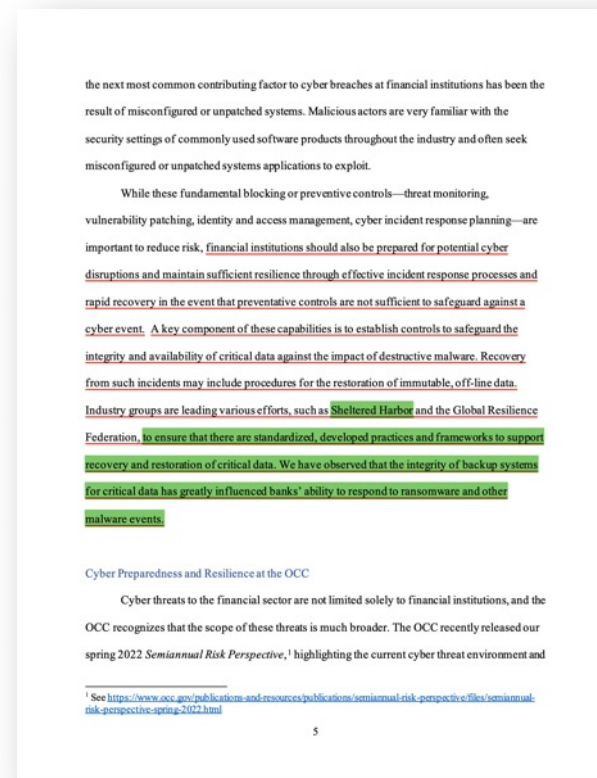 the next most common contributing factor to cyber breaches at financial institutions has been the
result of misconfigured or unpatched systems. Malicious actors are very familiar with the
security settings of commonly used software products throughout the industry and often seek
misconfigured or unpatched systems applications to exploit.
While these fundamental blocking or preventive controls—threat monitoring,
vulnerability patching, identity and access management, cyber incident response planning—are
important to reduce risk, financial institutions should also be prepared for potential cyber
disruptions and maintain sufficient resilience through effective incident response processes and
rapid recovery in the event that preventative controls are not sufficient to safeguard against a
cyber event. A key component of these capabilities is to establish controls to safeguard the
integrity and availability of critical data against the impact of destructive malware. Recovery
from such incidents may include procedures for the restoration of immutable, off-line data.
Industry groups are leading various efforts, such as Sheltered Harbor and the Global Resilience
Federation, to ensure that there are standardized, developed practices and frameworks to support
recovery and restoration of critical data. We have observed that the integrity of backup systems
for critical data has greatly influenced banks' ability to respond to ransomware and other
malware events.
Cyber Preparedness and Resilience at the OCC
Cyber threats to the financial sector are not limited solely to financial institutions, and the
OCC recognizes that the scope of these threats is much broader. The OCC recently released our
spring 2022 Semiannual Risk Perspective,¹ highlighting the current cyber threat environment and
¹ See https://www.occ.gov/publications-and-resources/publications/semiannual-risk-perspective/files/semiannual-
risk-perspective-spring-2022.html
5